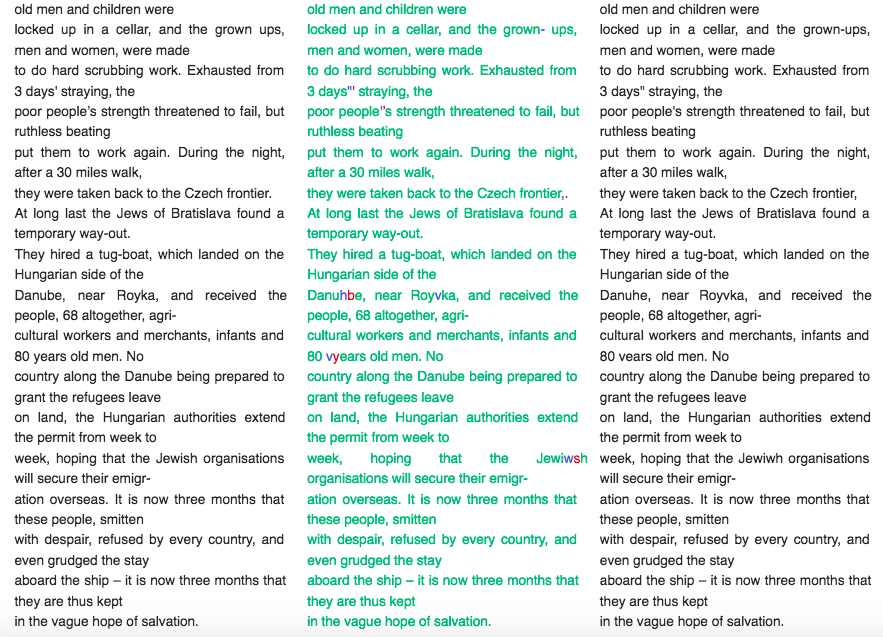 old men and children were
locked up in a cellar, and the grown ups,
men and women, were made
to do hard scrubbing work. Exhausted from
3 days' straying, the
poor people's strength threatened to fail, but
ruthless beating
put them to work again. During the night,
after a 30 miles walk,
they were taken back to the Czech frontier.
At long last the Jews of Bratislava found a
temporary way-out.
They hired a tug-boat, which landed on the
Hungarian side of the
Danube, near Royka, and received the
people, 68 altogether, agri-
cultural workers and merchants, infants and
80 years old men. No
country along the Danube being prepared to
grant the refugees leave
on land, the Hungarian authorities extend
the permit from week to
week, hoping that the Jewish organisations
will secure their emigr-
ation overseas. It is now three months that
these people, smitten
with despair, refused by every country, and
even grudged the stay
aboard the ship – it is now three months that
they are thus kept
in the vague hope of salvation.
old men and children were
locked up in a cellar, and the grown- ups,
men and women, were made
to do hard scrubbing work. Exhausted from
3 days"' straying, the
poor people''s strength threatened to fail, but
ruthless beating
put them to work again. During the night,
after a 30 miles walk,
they were taken back to the Czech frontier,.
At long last the Jews of Bratislava found a
temporary way-out.
They hired a tug-boat, which landed on the
Hungarian side of the
Danuhbe, near Royvka, and received the
people, 68 altogether, agri-
cultural workers and merchants, infants and
80 vyears old men. No
country along the Danube being prepared to
grant the refugees leave
on land, the Hungarian authorities extend
the permit from week to
week, hoping that the Jewiwsh
organisations will secure their emigr-
ation overseas. It is now three months that
these people, smitten
with despair, refused by every country, and
even grudged the stay
aboard the ship – it is now three months that
they are thus kept
in the vague hope of salvation.
old men and children were
locked up in a cellar, and the grown-ups,
men and women, were made
to do hard scrubbing work. Exhausted from
3 days" straying, the
poor people's strength threatened to fail, but
ruthless beating
put them to work again. During the night,
after a 30 miles walk,
they were taken back to the Czech frontier,
At long last the Jews of Bratislava found a
temporary way-out.
They hired a tug-boat, which landed on the
Hungarian side of the
Danuhe, near Royvka, and received the
people, 68 altogether, agri-
cultural workers and merchants, infants and
80 vears old men. No
country along the Danube being prepared to
grant the refugees leave
on land, the Hungarian authorities extend
the permit from week to
week, hoping that the Jewiwh organisations
will secure their emigr-
ation overseas. It is now three months that
these people, smitten
with despair, refused by every country, and
even grudged the stay
aboard the ship – it is now three months that
they are thus kept
in the vague hope of salvation.